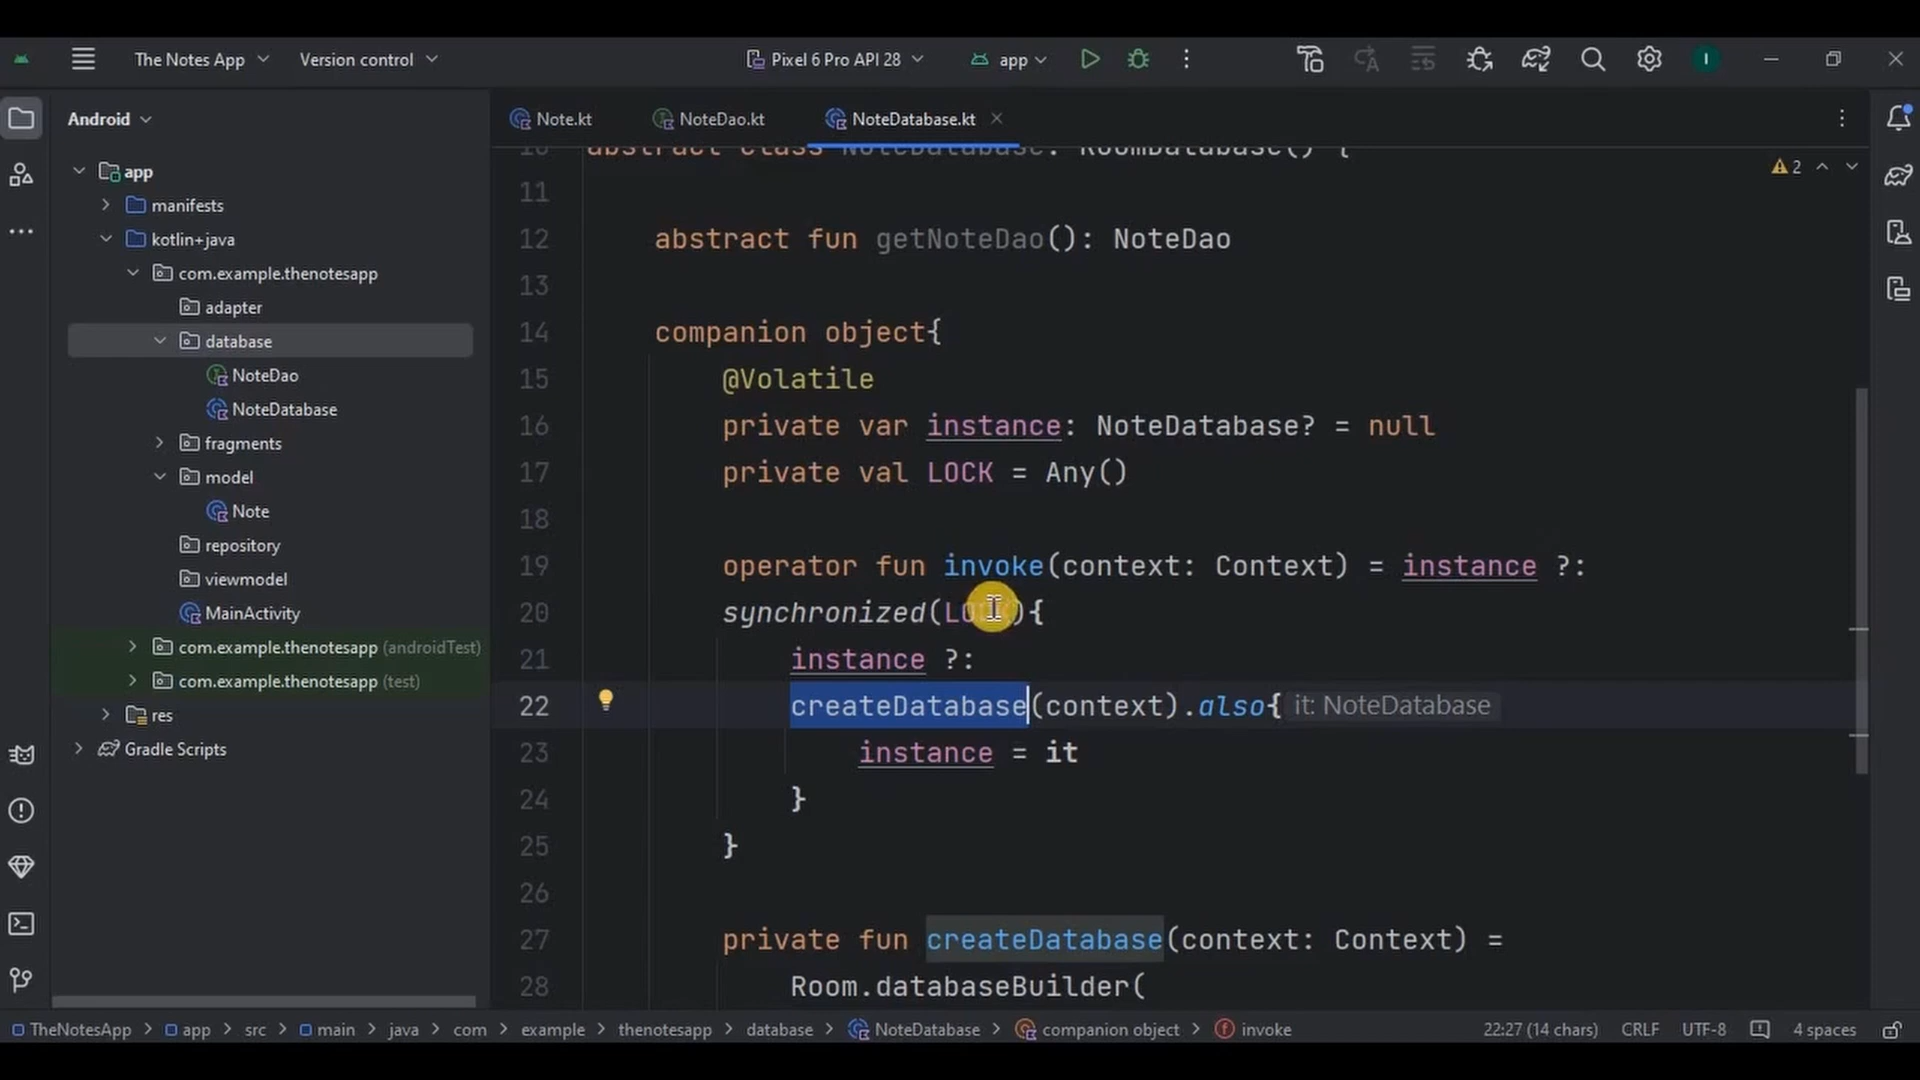 The Notes App
Version control
Pixel 6 Pro API 28
app
I
Android
Note.kt
NoteDao.kt
NoteDatabase.kt
app
manifests
kotlin+java
com.example.thenotesapp
adapter
database
NoteDao
NoteDatabase
fragments
model
Note
repository
viewmodel
MainActivity
com.example.thenotesapp (androidTest)
com.example.thenotesapp (test)
res
Gradle Scripts
2
10 abstract class NoteDatabase: RoomDatabase() {
11
12 abstract fun getNoteDao(): NoteDao
13
14 companion object{
15 @Volatile
16 private var instance: NoteDatabase? = null
17 private val LOCK = Any()
18
19 operator fun invoke(context: Context) = instance ?:
20 synchronized(LOCK){
21 instance ?:
22 createDatabase(context).also{ it: NoteDatabase
23 instance = it
24 }
25 }
26
27 private fun createDatabase(context: Context) =
28 Room.databaseBuilder(
TheNotesApp > app > src > main > java > com > example > thenotesapp > database > NoteDatabase > companion object > invoke
22:27 (14 chars) CRLF UTF-8 4 spaces